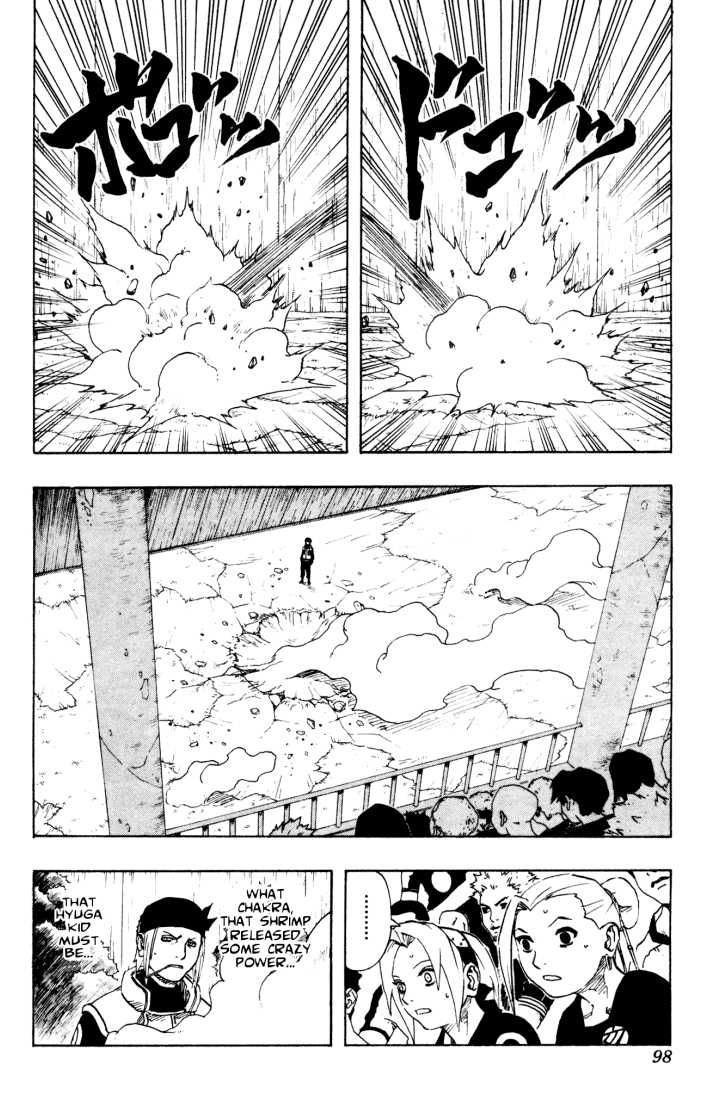 ドゴッ
ボゴッ
.........
WHAT
CHAKRA,
THAT SHRIMP
RELEASED
SOME CRAZY
POWER..."
THAT
HYUGA
KID
MUST
BE...
98